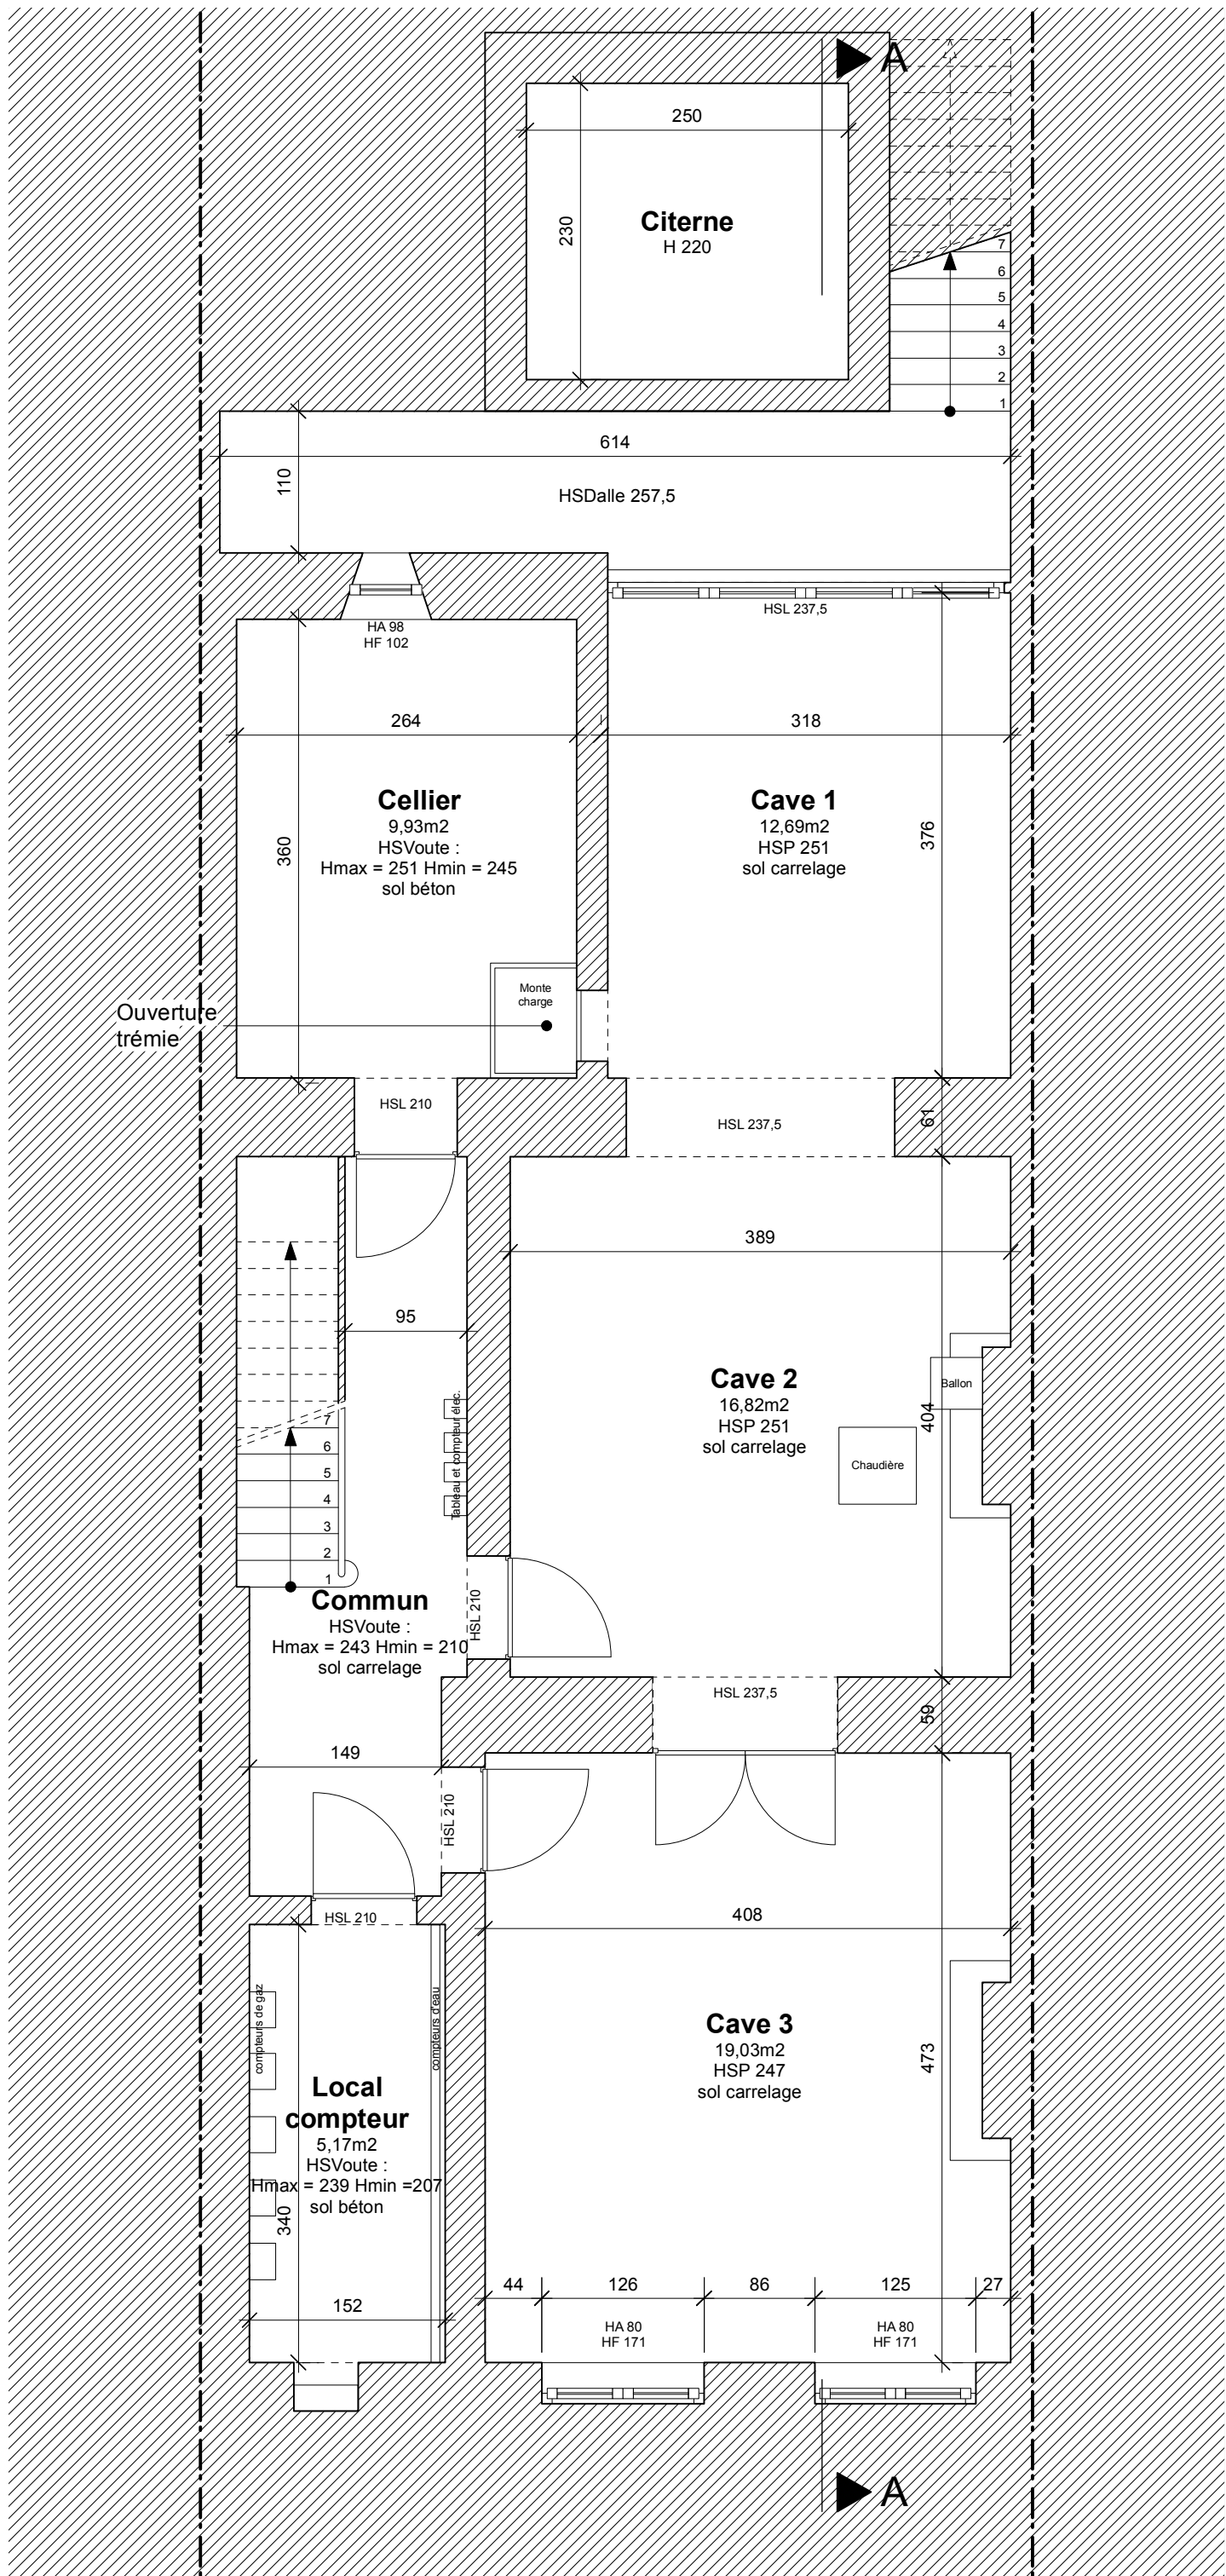 A
250
230
Citerne
H 220
7
6
5
4
3
2
1
614
110
HSDalle 257,5
HSL 237,5
HA 98
HF 102
264
318
Cellier
9,93m2
HSVoute :
Hmax = 251 Hmin = 245
sol béton
360
Cave 1
12,69m2
HSP 251
sol carrelage
376
Monte
charge
Ouverture
trémie
HSL 210
HSL 237,5
61
389
95
Cave 2
16,82m2
HSP 251
sol carrelage
Ballon
404
Chaudière
Tableau et compteur élec.
7
6
5
4
3
2
1
Commun
HSVoute :
Hmax = 243 Hmin = 210
sol carrelage
HSL 210
HSL 237,5
59
149
HSL 210
HSL 210
408
compteurs de gaz
compteurs d'eau
Local
compteur
5,17m2
HSVoute :
Hmax = 239 Hmin =207
sol béton
340
152
Cave 3
19,03m2
HSP 247
sol carrelage
473
44
126
86
125
27
HA 80
HF 171
HA 80
HF 171
A